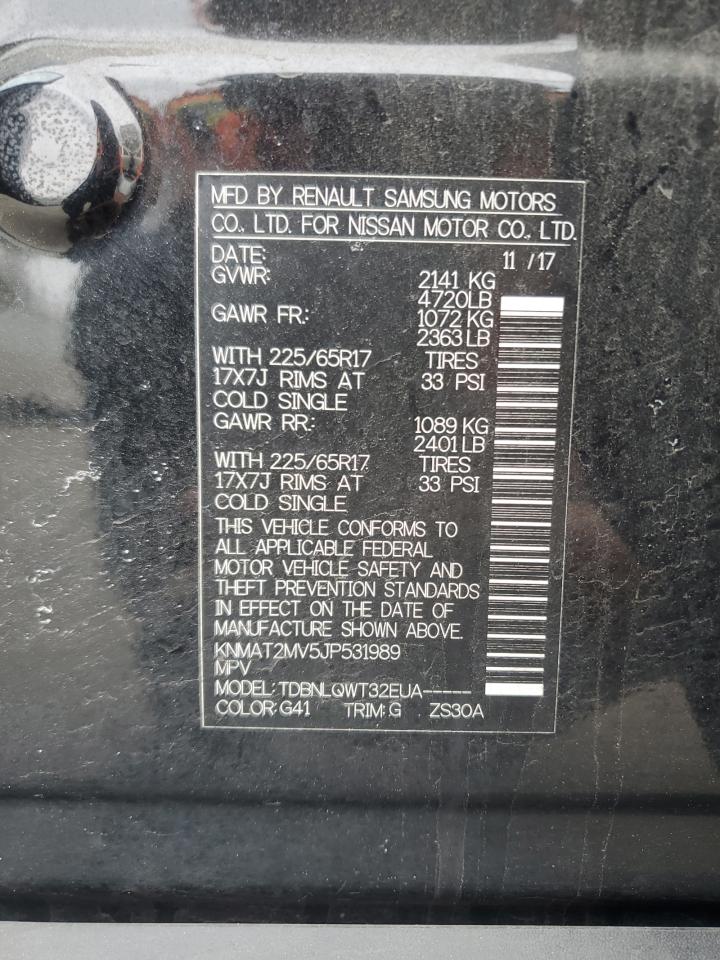 MFD BY RENAULT SAMSUNG MOTORS
CO., LTD. FOR NISSAN MOTOR CO., LTD.
DATE: 11 /17
GVWR: 2141 KG
4720LB
GAWR FR.: 1072 KG
2363 LB
WITH 225/65R17 TIRES
17X7J RIMS AT 33 PSI
COLD SINGLE
GAWR RR.: 1089 KG
2401 LB
WITH 225/65R17 TIRES
17X7J RIMS AT 33 PSI
COLD SINGLE
THIS VEHICLE CONFORMS TO
ALL APPLICABLE FEDERAL
MOTOR VEHICLE SAFETY AND
THEFT PREVENTION STANDARDS
IN EFFECT ON THE DATE OF
MANUFACTURE SHOWN ABOVE.
KNMAT2MV5JP531989
MPV
MODEL: TDBNLQWT32EUA-----
COLOR: G41 TRIM: G ZS30A